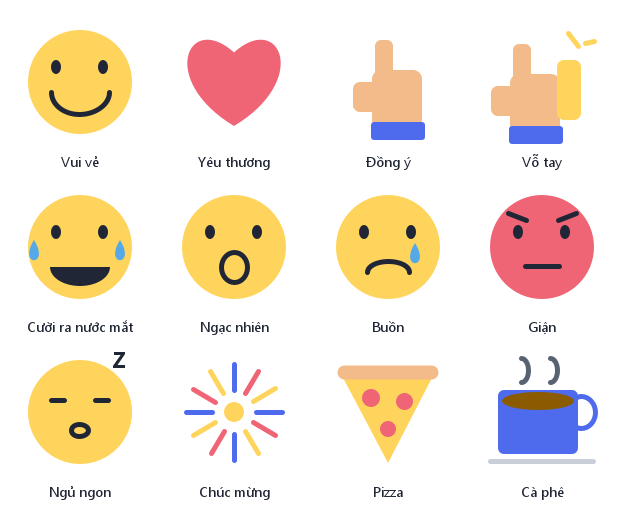 Vui vẻ
Yêu thương
Đồng ý
Vỗ tay
Cười ra nước mắt
Ngạc nhiên
Buồn
Giận
Z
Ngủ ngon
Chúc mừng
Pizza
Cà phê